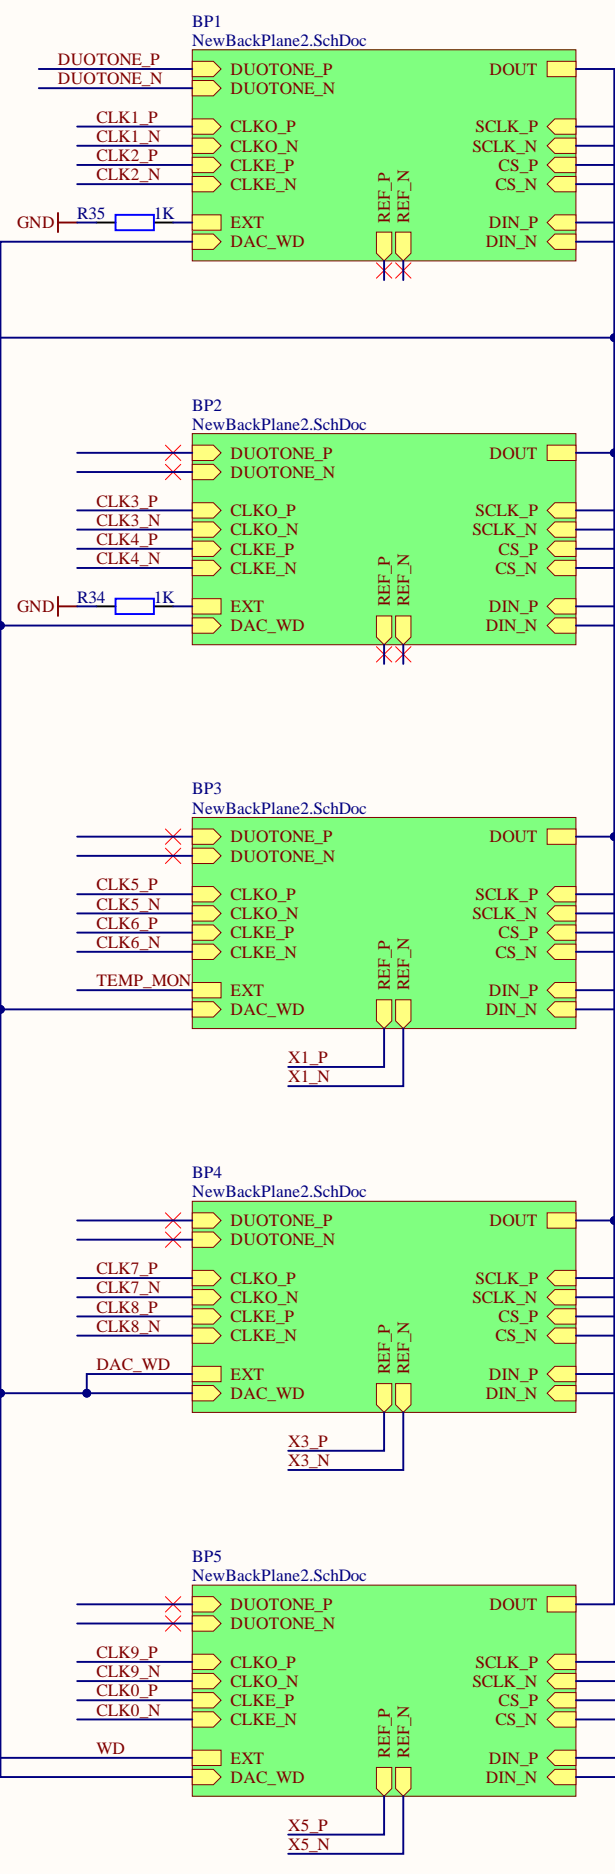 BP1
NewBackPlane2.SchDoc
DUOTONE_P DUOTONE_P DOUT
DUOTONE_N DUOTONE_N
CLK1_P CLKO_P SCLK_P
CLK1_N CLKO_N SCLK_N
CLK2_P CLKE_P CS_P
CLK2_N CLKE_N CS_N
REF_P REF_N
GND R35 1K EXT DIN_P
DAC_WD DIN_N
BP2
NewBackPlane2.SchDoc
DUOTONE_P DOUT
DUOTONE_N
CLK3_P CLKO_P SCLK_P
CLK3_N CLKO_N SCLK_N
CLK4_P CLKE_P CS_P
CLK4_N CLKE_N CS_N
REF_P REF_N
GND R34 1K EXT DIN_P
DAC_WD DIN_N
BP3
NewBackPlane2.SchDoc
DUOTONE_P DOUT
DUOTONE_N
CLK5_P CLKO_P SCLK_P
CLK5_N CLKO_N SCLK_N
CLK6_P CLKE_P CS_P
CLK6_N CLKE_N CS_N
REF_P REF_N
TEMP_MON EXT DIN_P
DAC_WD DIN_N
X1_P
X1_N
BP4
NewBackPlane2.SchDoc
DUOTONE_P DOUT
DUOTONE_N
CLK7_P CLKO_P SCLK_P
CLK7_N CLKO_N SCLK_N
CLK8_P CLKE_P CS_P
CLK8_N CLKE_N CS_N
REF_P REF_N
DAC_WD EXT DIN_P
DAC_WD DIN_N
X3_P
X3_N
BP5
NewBackPlane2.SchDoc
DUOTONE_P DOUT
DUOTONE_N
CLK9_P CLKO_P SCLK_P
CLK9_N CLKO_N SCLK_N
CLK0_P CLKE_P CS_P
CLK0_N CLKE_N CS_N
REF_P REF_N
WD EXT DIN_P
DAC_WD DIN_N
X5_P
X5_N